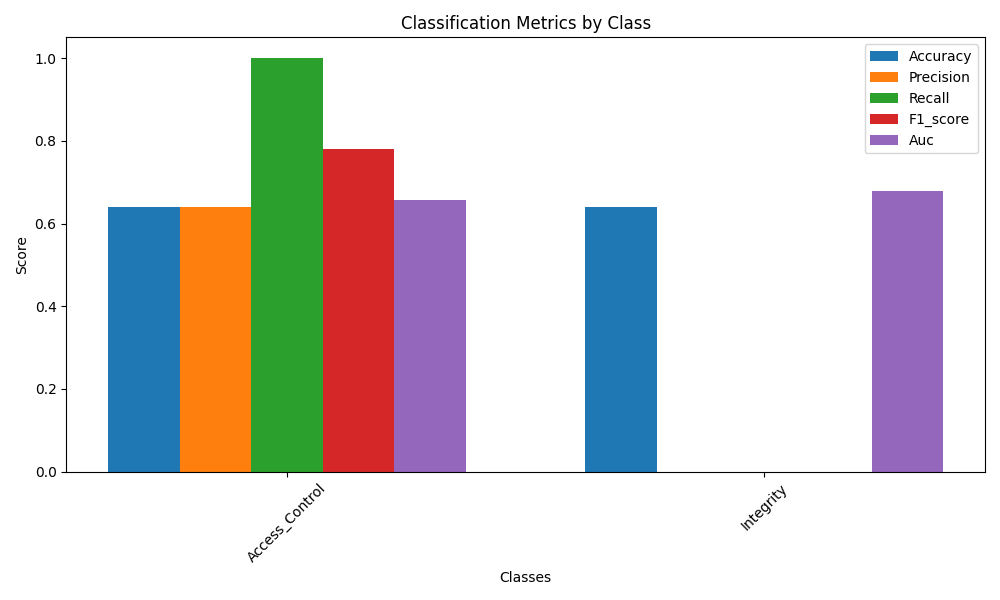 Classification Metrics by Class
Accuracy
Precision
Recall
F1_score
Auc
Score
1.0
0.8
0.6
0.4
0.2
0.0
Access_Control
Integrity
Classes